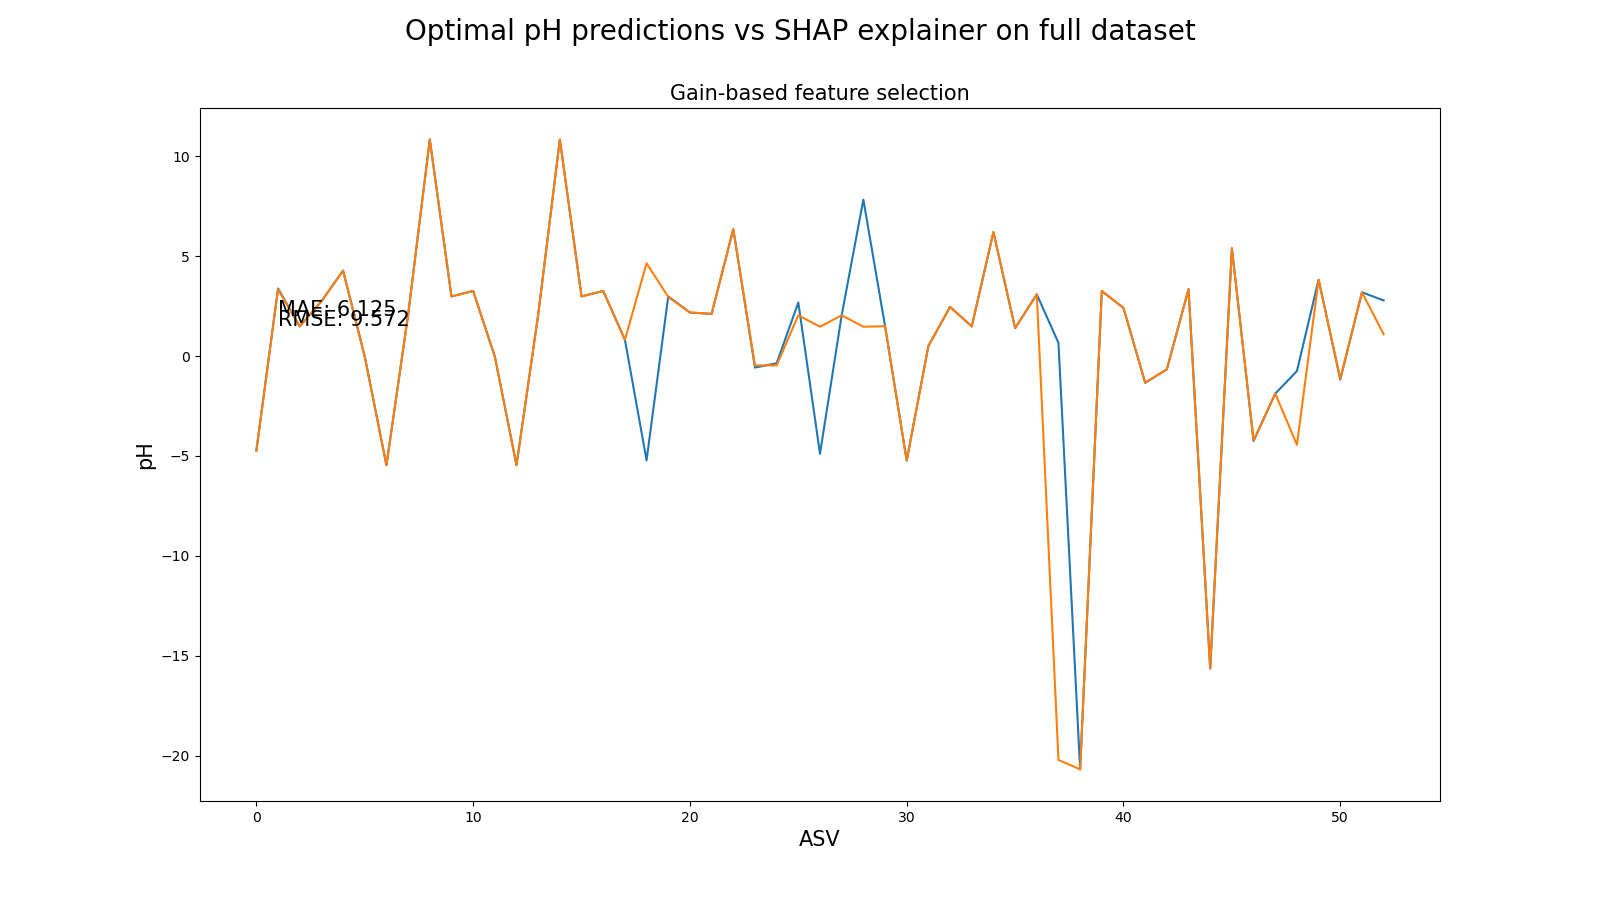 Optimal pH predictions vs SHAP explainer on full dataset
Gain-based feature selection
10
5
0
−5
−10
−15
−20
pH
MAE: 6.125
RMSE: 9.572
0 10 20 30 40 50
ASV